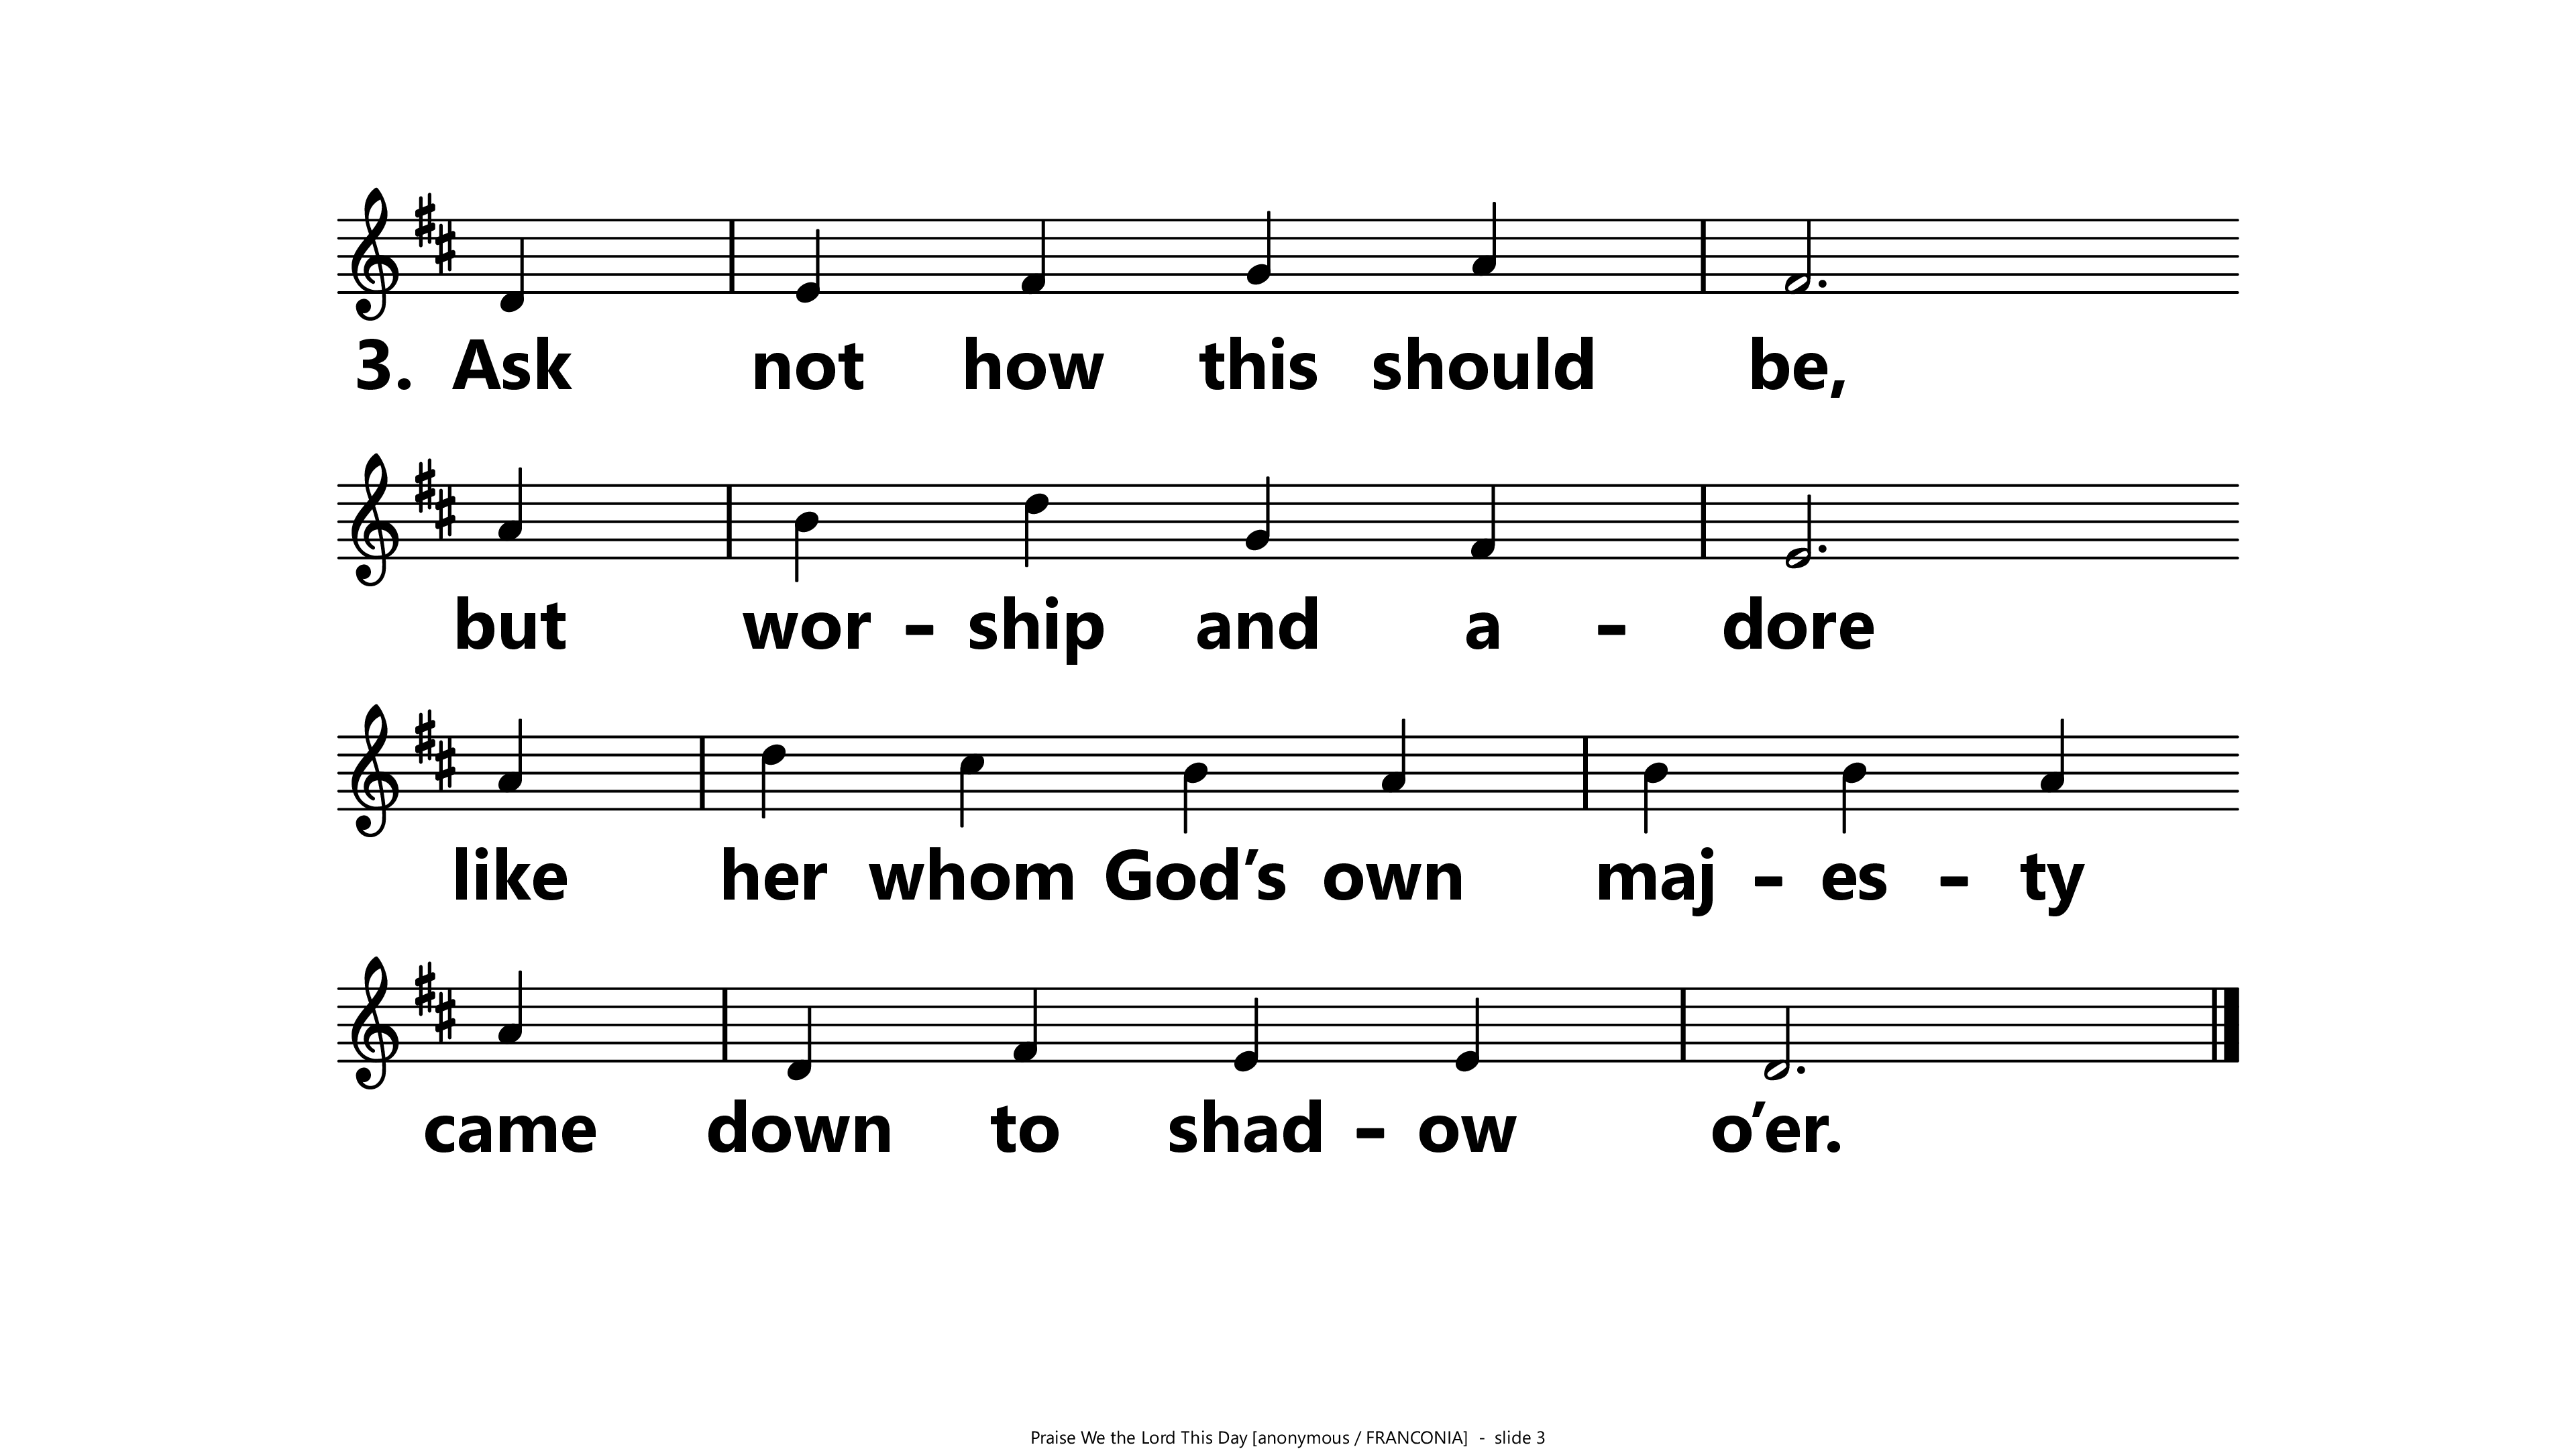 3. Ask not how this should be,
but wor - ship and a - dore
like her whom God’s own maj - es - ty
came down to shad - ow o’er.
Praise We the Lord This Day [anonymous / FRANCONIA] - slide 3